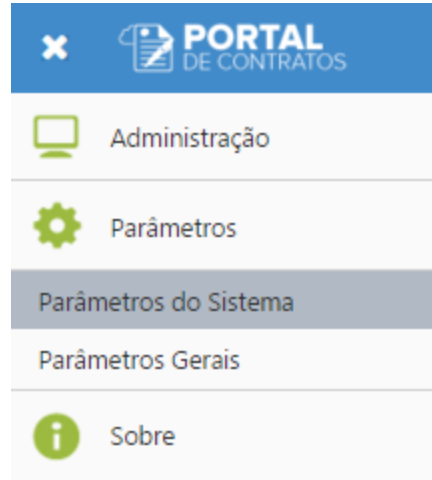 PORTAL
DE CONTRATOS
Administração
Parâmetros
Parâmetros do Sistema
Parâmetros Gerais
Sobre